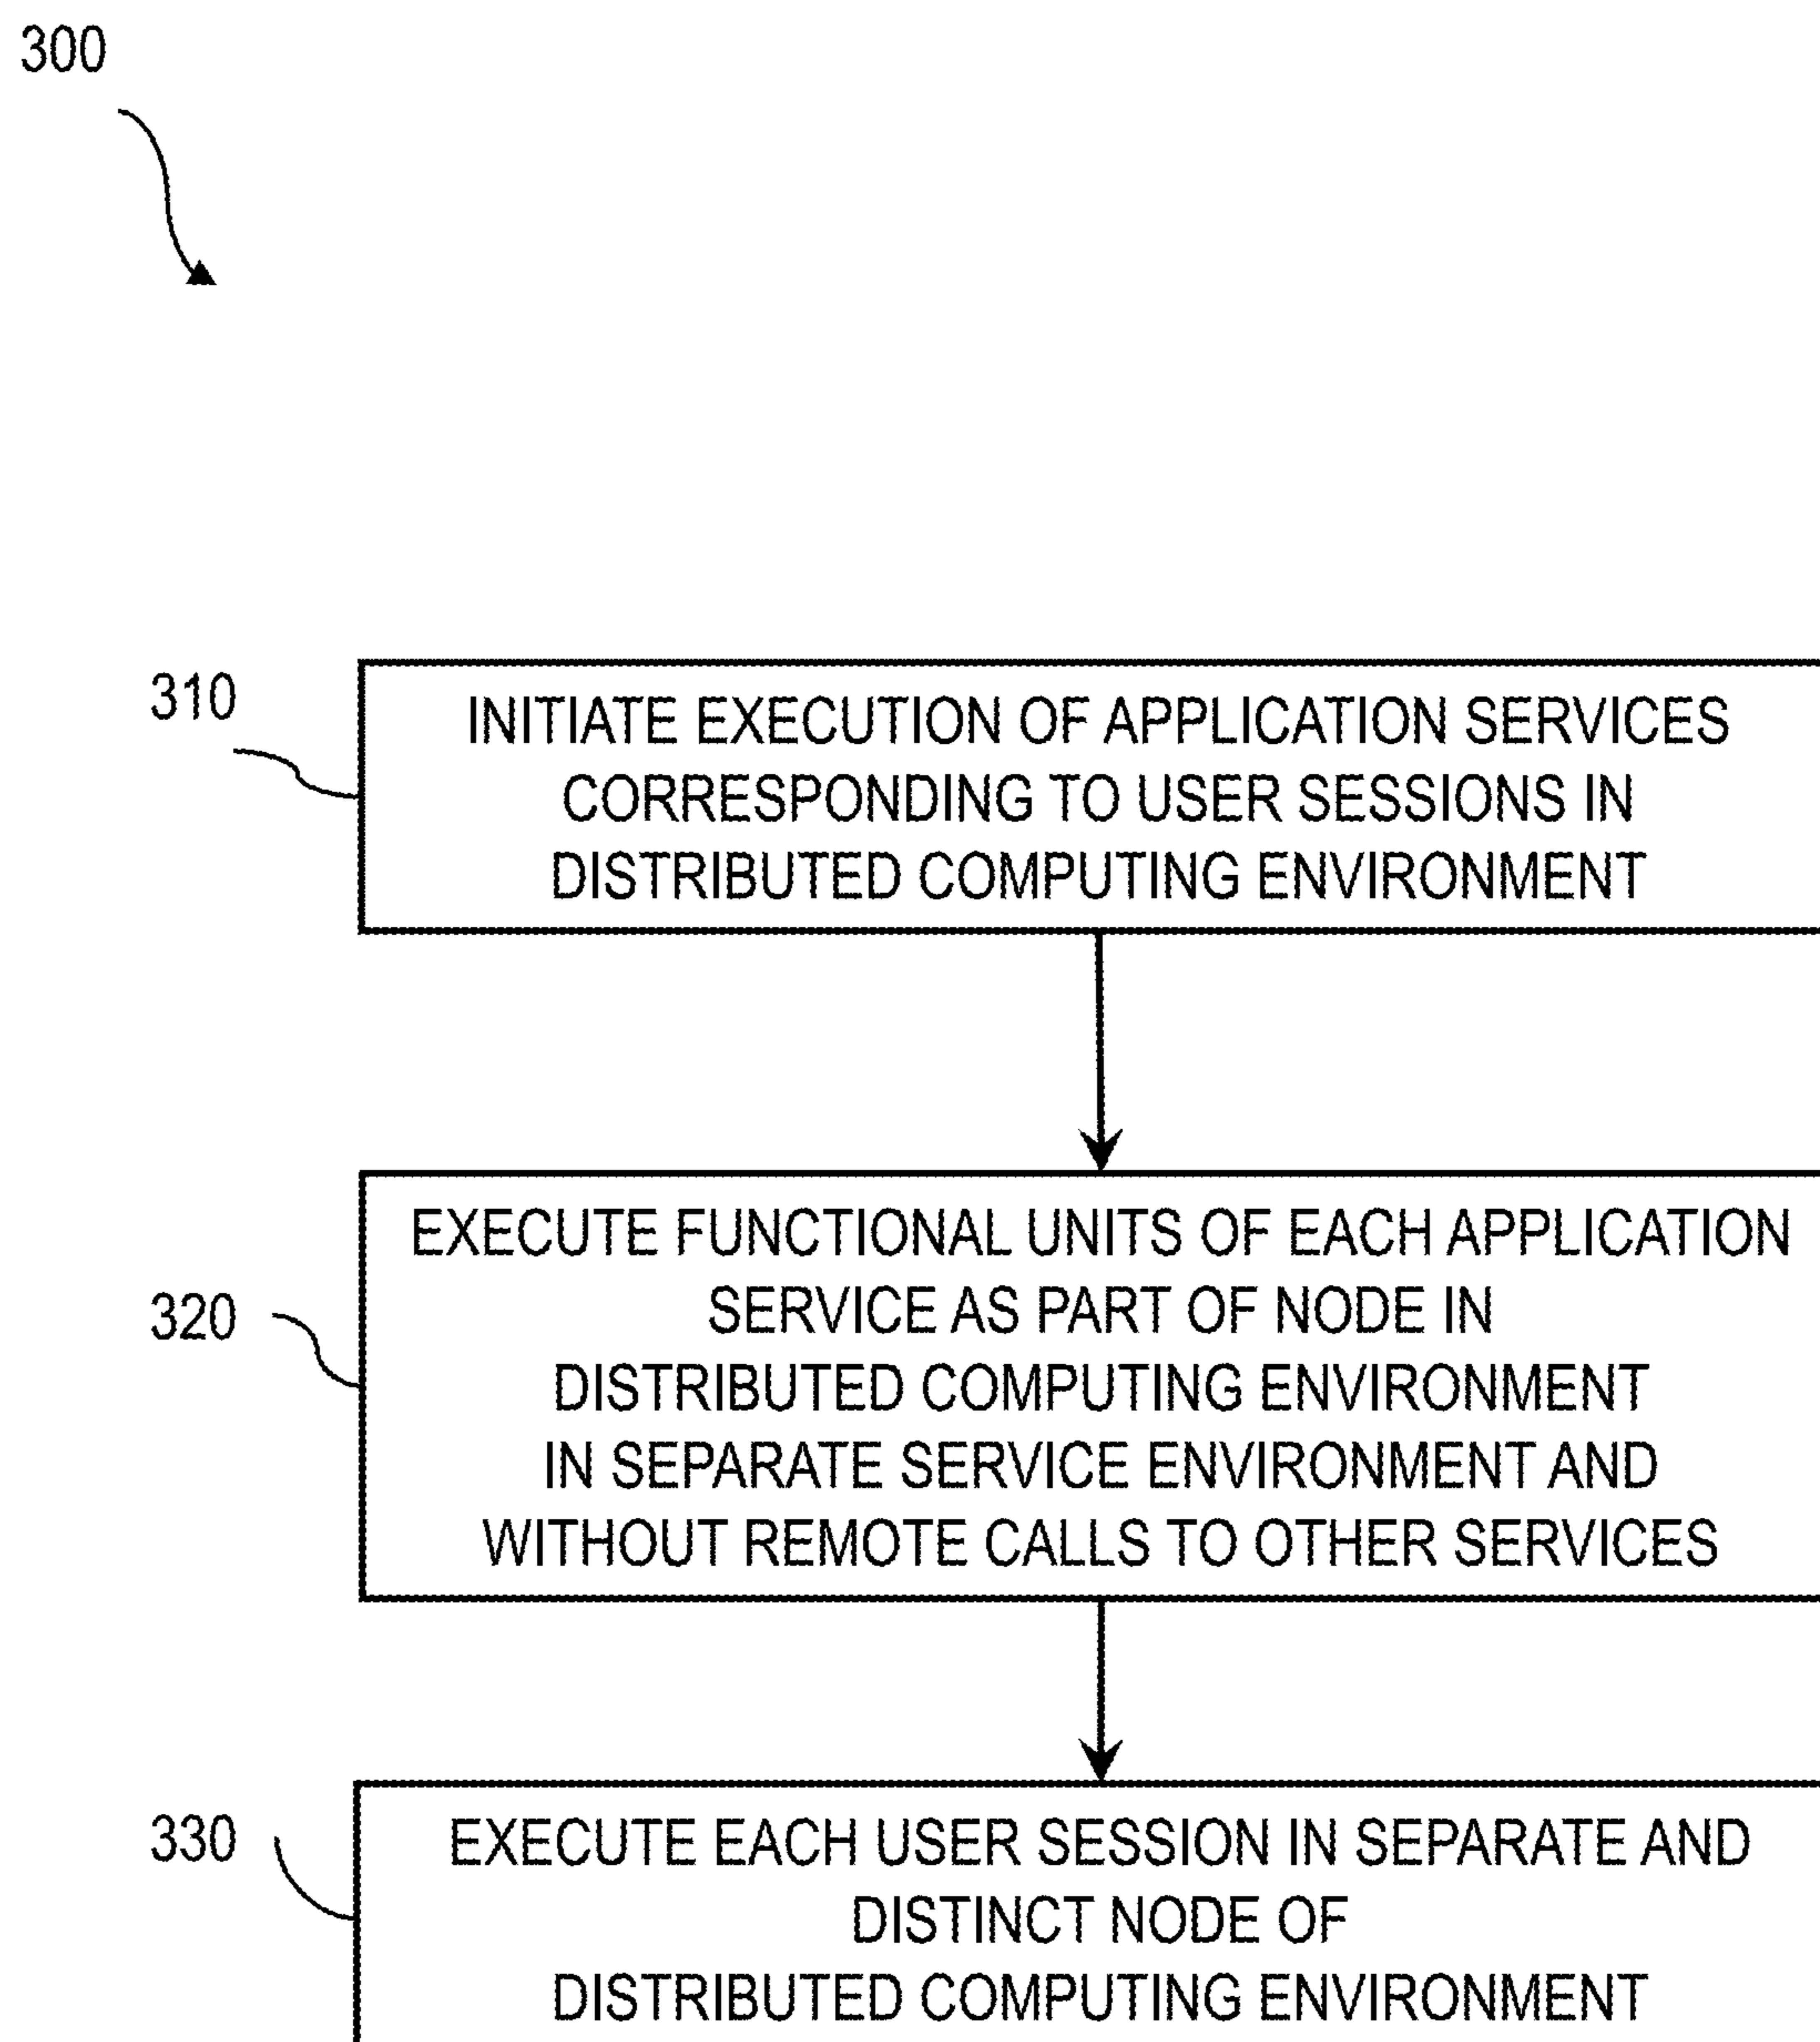 300
310
INITIATE EXECUTION OF APPLICATION SERVICES
CORRESPONDING TO USER SESSIONS IN
DISTRIBUTED COMPUTING ENVIRONMENT
320
EXECUTE FUNCTIONAL UNITS OF EACH APPLICATION
SERVICE AS PART OF NODE IN
DISTRIBUTED COMPUTING ENVIRONMENT
IN SEPARATE SERVICE ENVIRONMENT AND
WITHOUT REMOTE CALLS TO OTHER SERVICES
330
EXECUTE EACH USER SESSION IN SEPARATE AND
DISTINCT NODE OF
DISTRIBUTED COMPUTING ENVIRONMENT